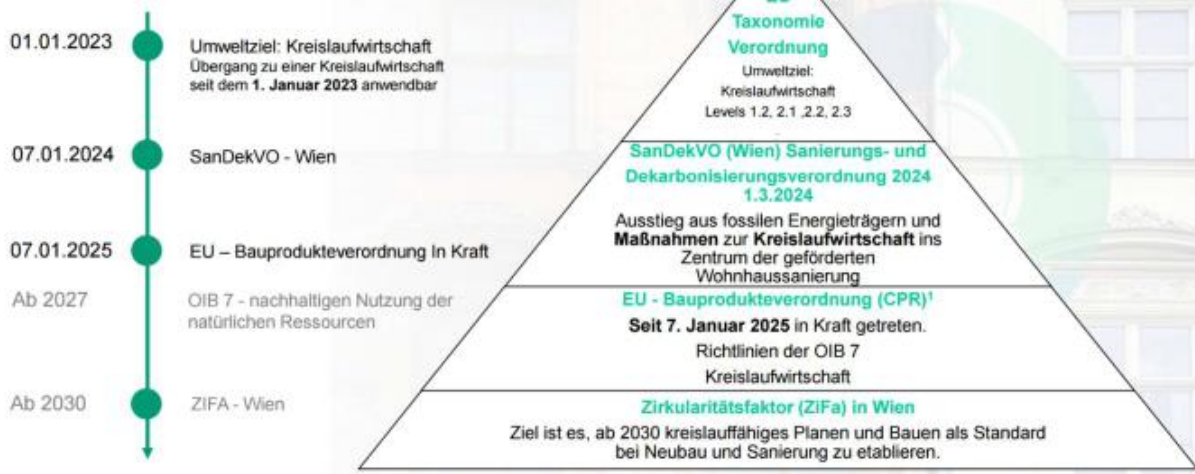 01.01.2023
Umweltziel: Kreislaufwirtschaft
Übergang zu einer Kreislaufwirtschaft
seit dem 1. Januar 2023 anwendbar
07.01.2024
SanDekVO - Wien
07.01.2025
EU – Bauprodukteverordnung In Kraft
Ab 2027
OIB 7 - nachhaltigen Nutzung der
natürlichen Ressourcen
Ab 2030
ZIFA - Wien
Taxonomie
Verordnung
Umweltziel:
Kreislaufwirtschaft
Levels 1.2, 2.1 ,2.2, 2.3
SanDekVO (Wien) Sanierungs- und
Dekarbonisierungsverordnung 2024
1.3.2024
Ausstieg aus fossilen Energieträgern und
Maßnahmen zur Kreislaufwirtschaft ins
Zentrum der geförderten
Wohnhaussanierung
EU - Bauprodukteverordnung (CPR)¹
Seit 7. Januar 2025 in Kraft getreten.
Richtlinien der OIB 7
Kreislaufwirtschaft
Zirkularitätsfaktor (ZiFa) in Wien
Ziel ist es, ab 2030 kreislauffähiges Planen und Bauen als Standard
bei Neubau und Sanierung zu etablieren.